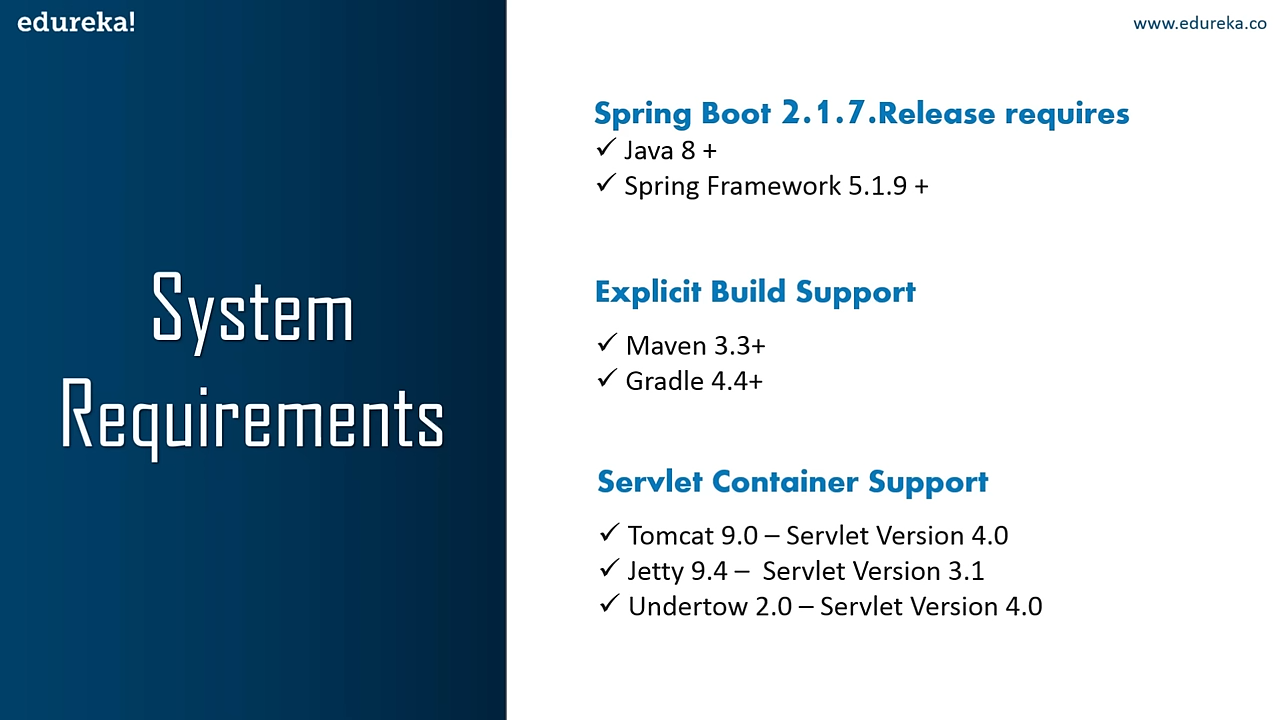 edureka!
www.edureka.co
System
Requirements
Spring Boot 2.1.7.Release requires
✓ Java 8 +
✓ Spring Framework 5.1.9 +
Explicit Build Support
✓ Maven 3.3+
✓ Gradle 4.4+
Servlet Container Support
✓ Tomcat 9.0 – Servlet Version 4.0
✓ Jetty 9.4 –  Servlet Version 3.1
✓ Undertow 2.0 – Servlet Version 4.0